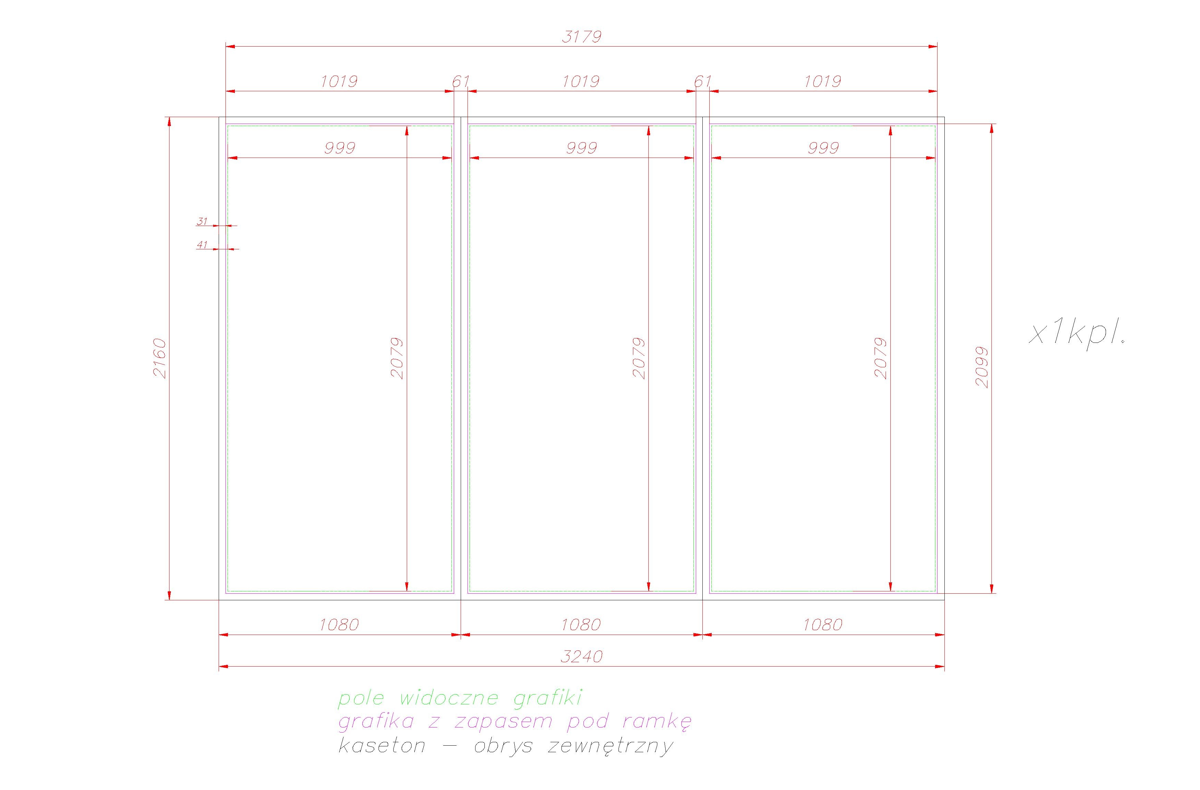 3179
1019 61 1019 61 1019
999 999 999
31
41
2160 2079 2079 2079 2099
x1kpl.
1080 1080 1080
3240
pole widoczne grafiki
grafika z zapasem pod ramkę
kaseton – obrys zewnętrzny